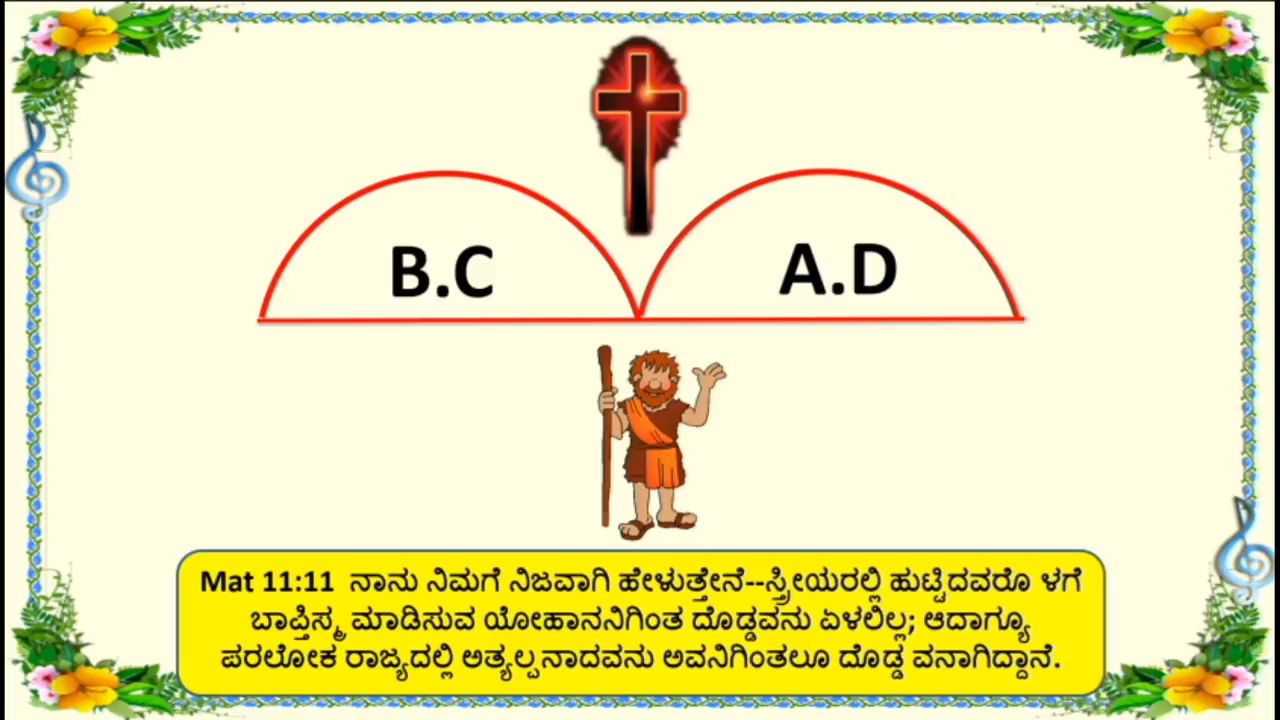 B.C
A.D
Mat 11:11 ನಾನು ನಿಮಗೆ ನಿಜವಾಗಿ ಹೇಳುತ್ತೇನೆ--ಸ್ತ್ರೀಯರಲ್ಲಿ ಹುಟ್ಟಿದವರೊ ಳಗೆ
ಬಾಪ್ತಿಸ್ಮ ಮಾಡಿಸುವ ಯೋಹಾನನಿಗಿಂತ ದೊಡ್ಡವನು ಏಳಲಿಲ್ಲ; ಆದಾಗ್ಯೂ
ಪರಲೋಕ ರಾಜ್ಯದಲ್ಲಿ ಅತ್ಯಲ್ಪನಾದವನು ಅವನಿಗಿಂತಲೂ ದೊಡ್ಡ ವನಾಗಿದ್ದಾನೆ.